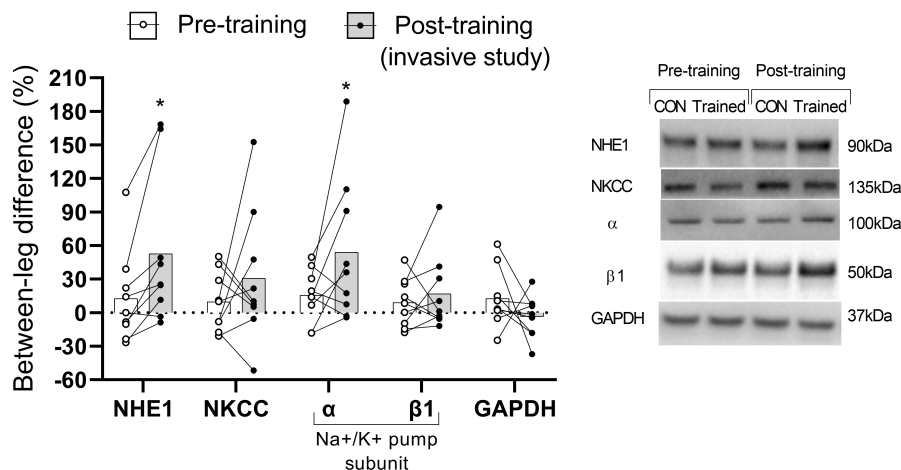 Pre-training
Post-training
(invasive study)
Between-leg difference (%)
210
180
150
120
90
60
30
0
-30
-60
*
*
NHE1
NKCC
α
β1
GAPDH
Na+/K+ pump
subunit
Pre-training Post-training
CON Trained CON Trained
NHE1 90kDa
NKCC 135kDa
α 100kDa
β1 50kDa
GAPDH 37kDa